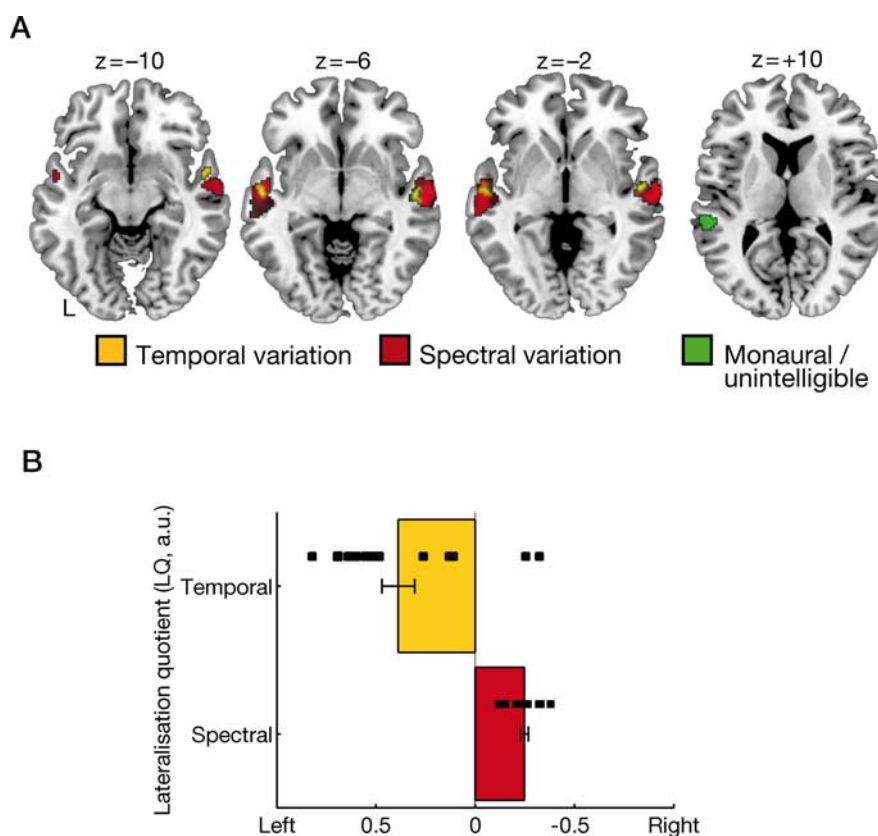 A
z=–10
z=–6
z=–2
z=+10
L
Temporal variation
Spectral variation
Monaural /
unintelligible
B
Lateralisation quotient (LQ, a.u.)
Temporal
Spectral
Left
0.5
0
-0.5
Right